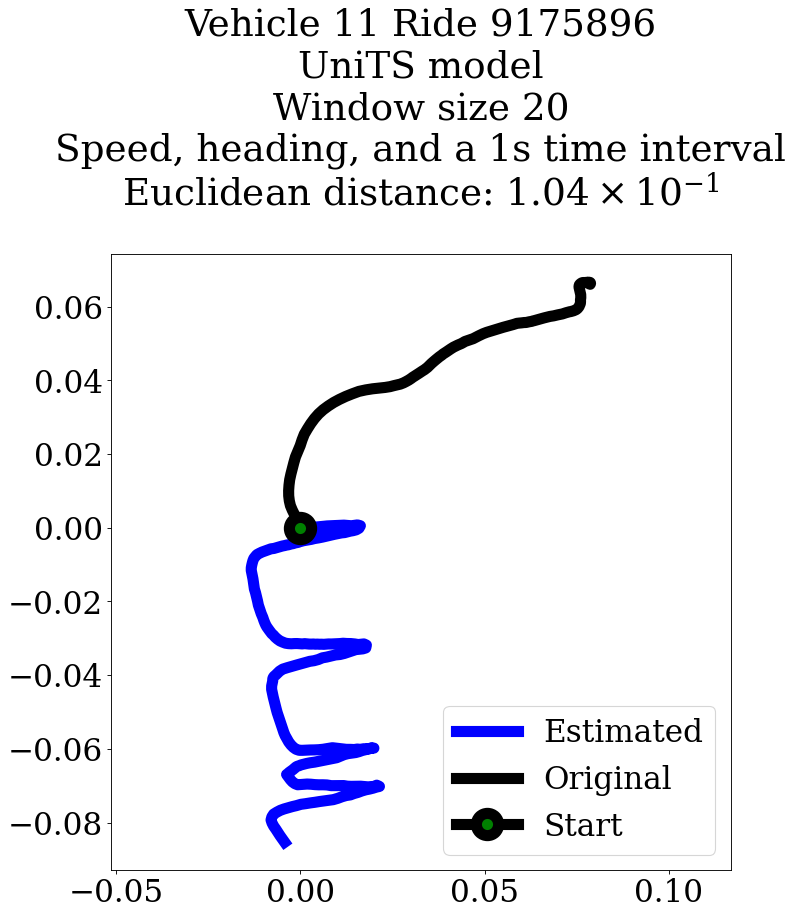 Vehicle 11 Ride 9175896
UniTS model
Window size 20
Speed, heading, and a 1s time interval
Euclidean distance: 1.04 × 10⁻¹
0.06
0.04
0.02
0.00
−0.02
−0.04
−0.06
−0.08
Estimated
Original
Start
−0.05 0.00 0.05 0.10